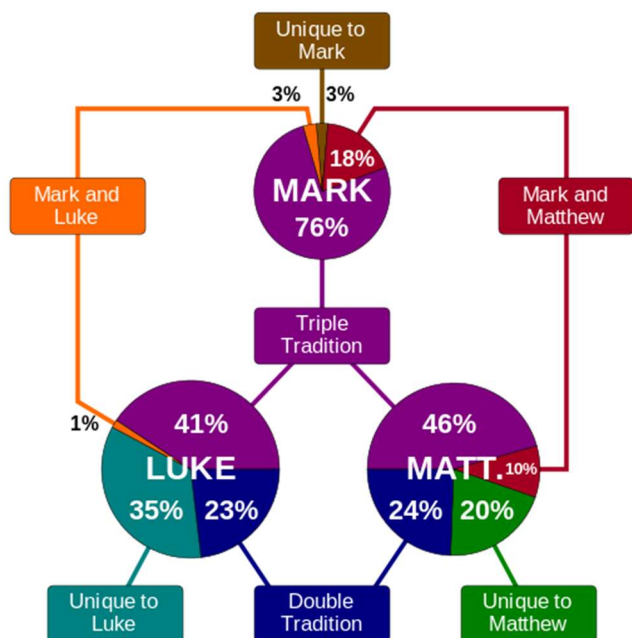 Unique to
Mark
3%
3%
18%
MARK
76%
Mark and
Luke
Mark and
Matthew
Triple
Tradition
41%
1%
LUKE
35%
23%
46%
MATT.
10%
24%
20%
Unique to
Luke
Double
Tradition
Unique to
Matthew